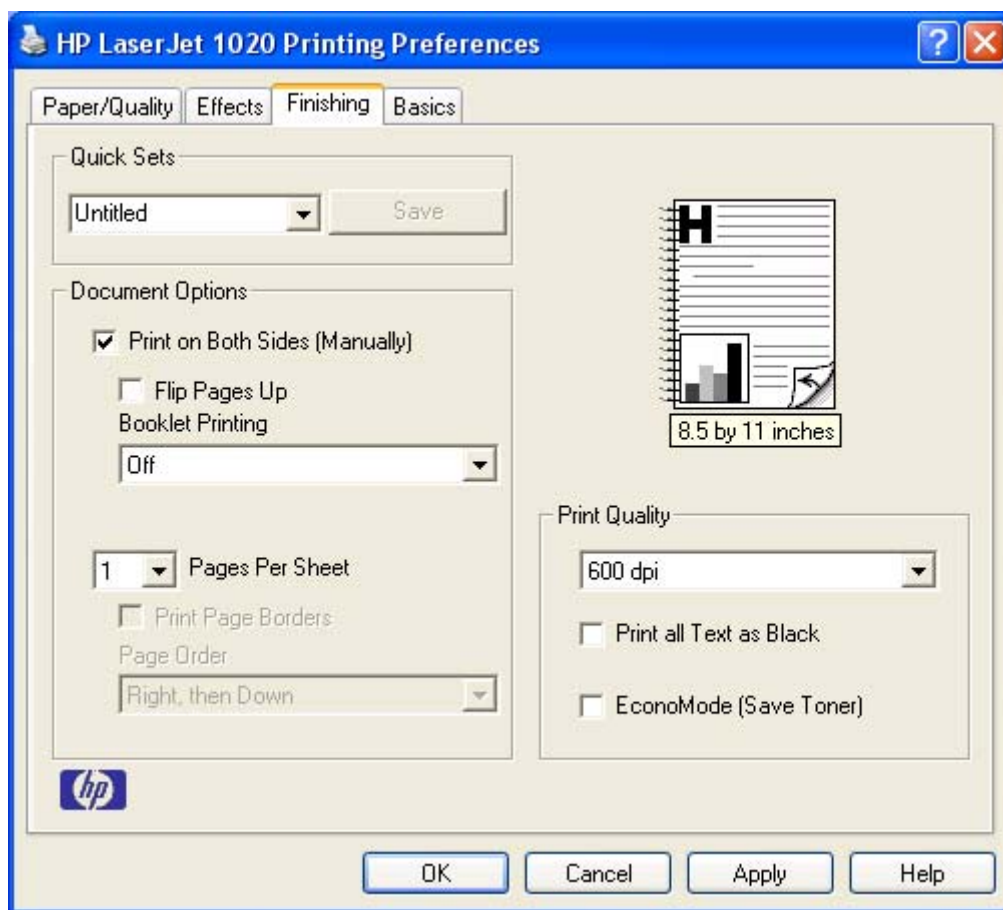 HP LaserJet 1020 Printing Preferences
Paper/Quality Effects Finishing Basics
Quick Sets
Untitled
Save
Document Options
Print on Both Sides (Manually)
Flip Pages Up
Booklet Printing
Off
1 Pages Per Sheet
Print Page Borders
Page Order
Right, then Down
H
8.5 by 11 inches
Print Quality
600 dpi
Print all Text as Black
EconoMode (Save Toner)
hp
OK Cancel Apply Help